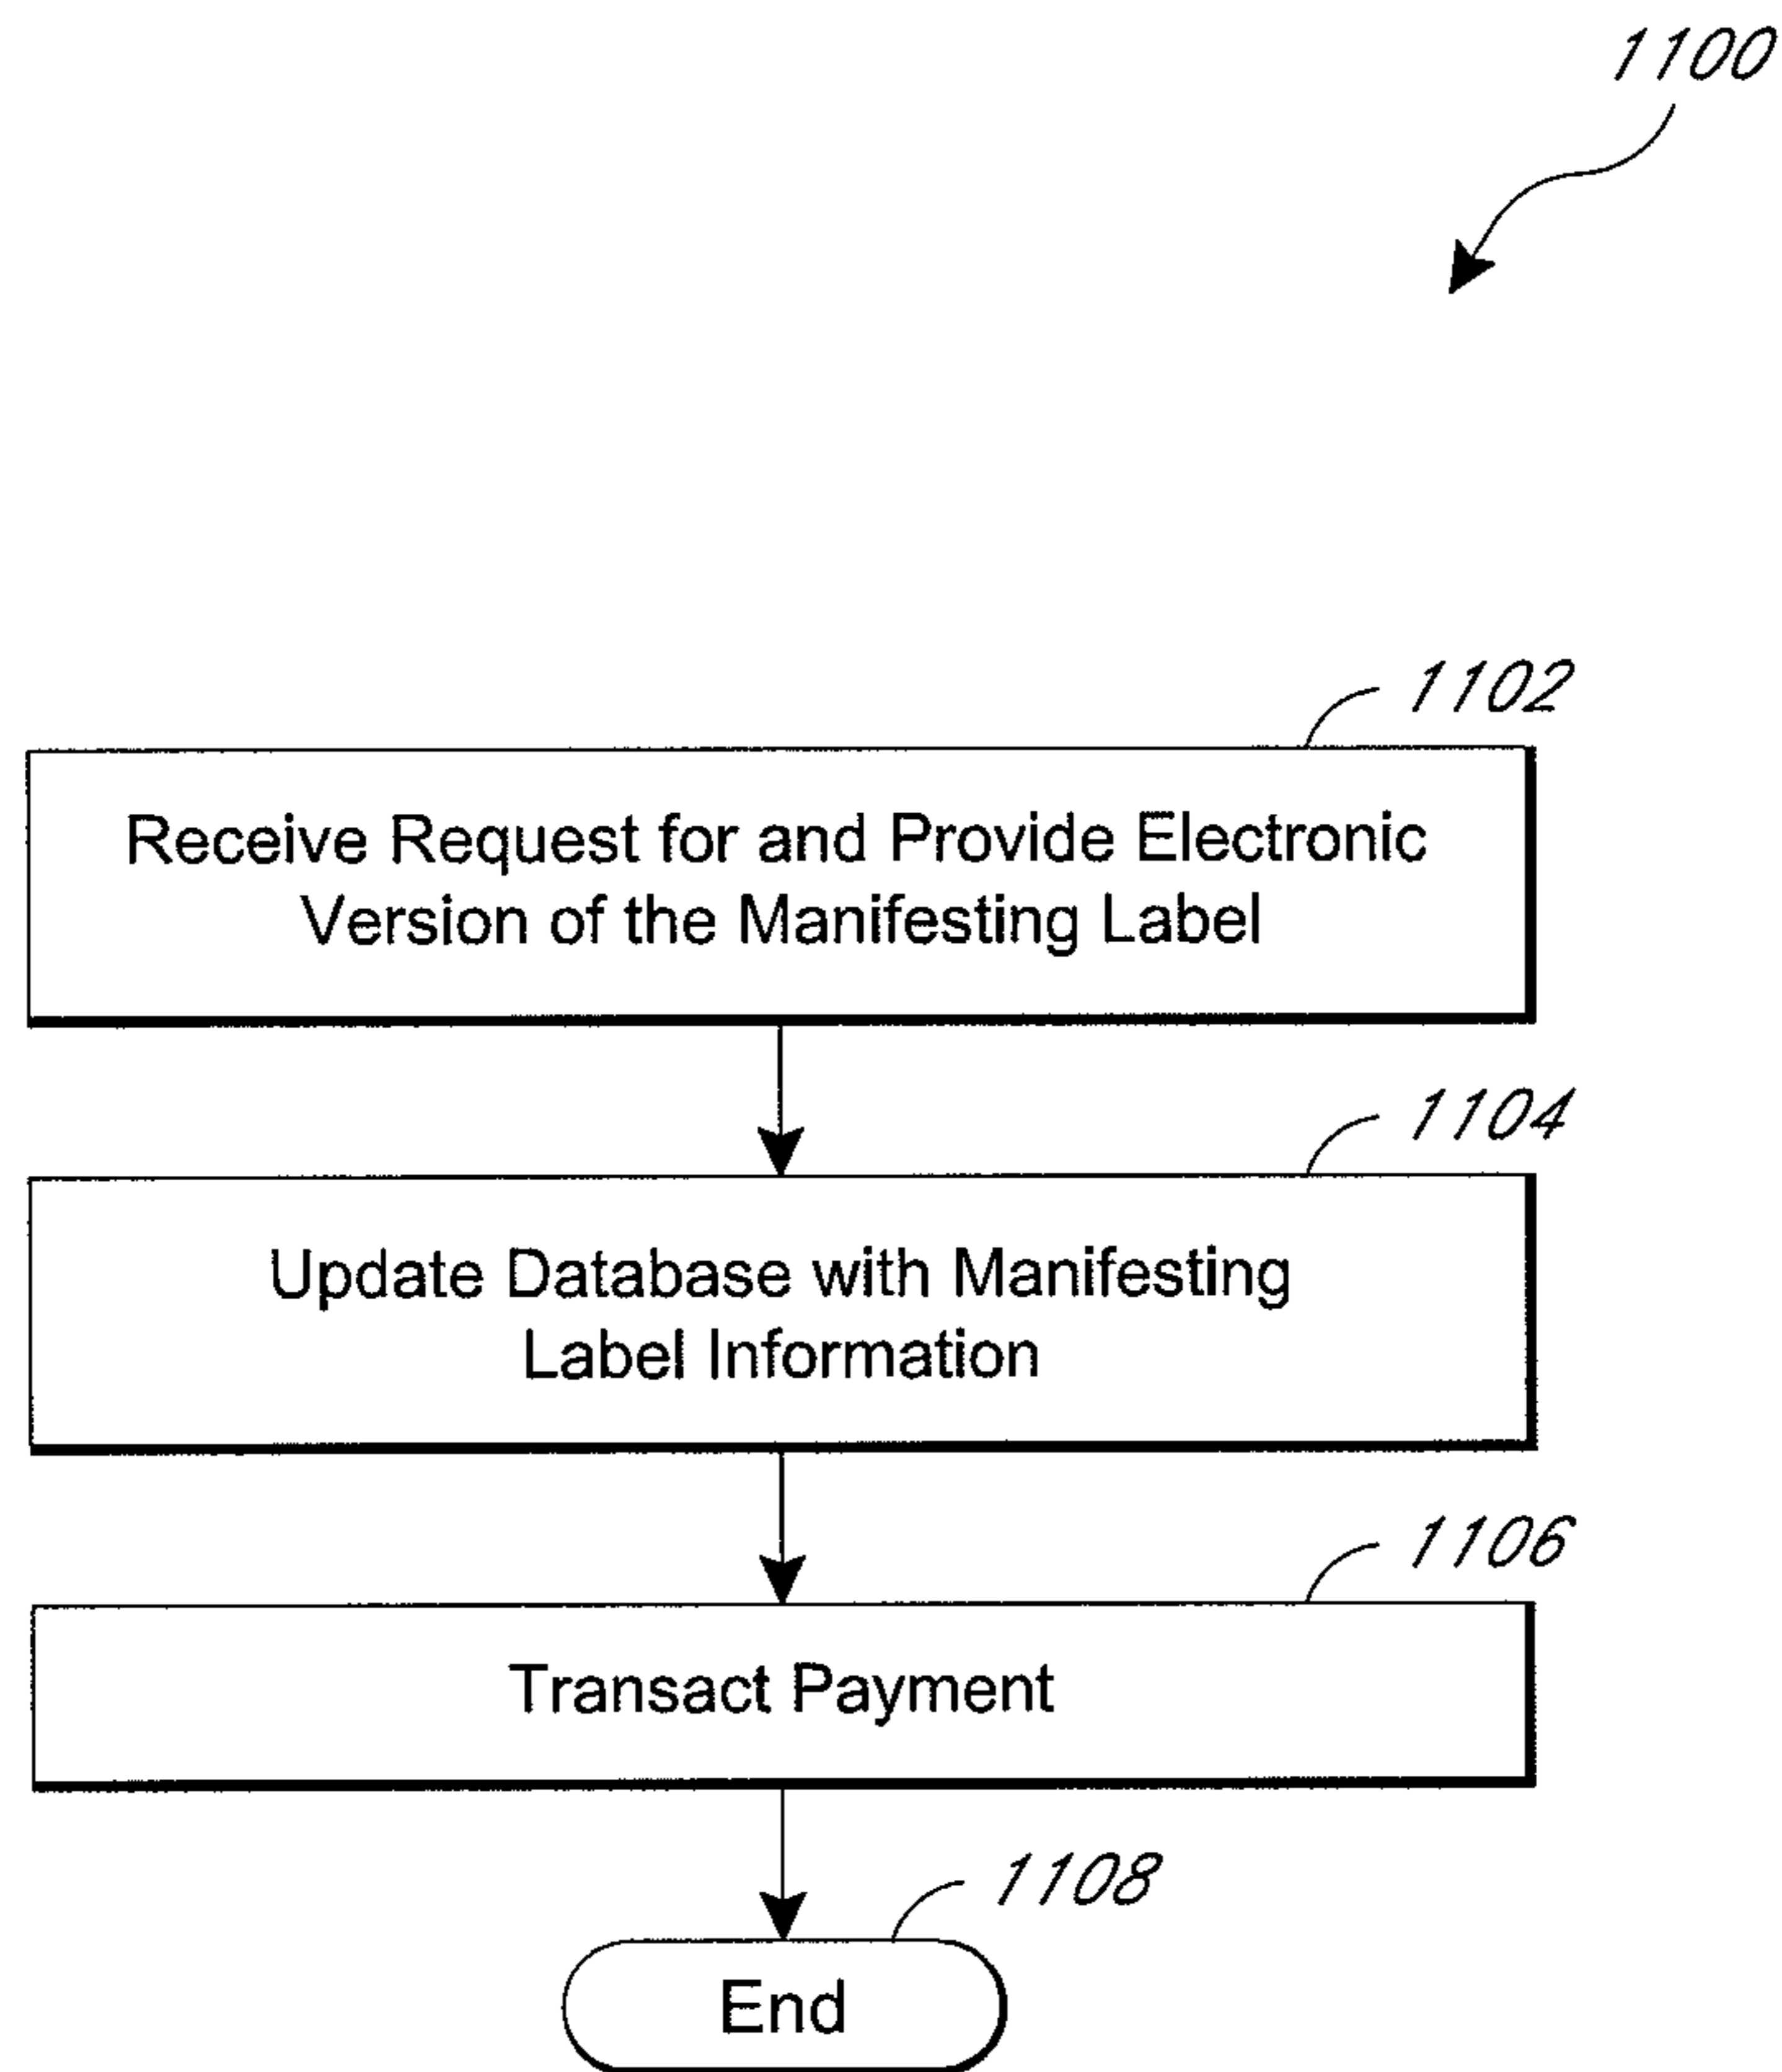 1100
1102
Receive Request for and Provide Electronic
Version of the Manifesting Label
1104
Update Database with Manifesting
Label Information
1106
Transact Payment
1108
End